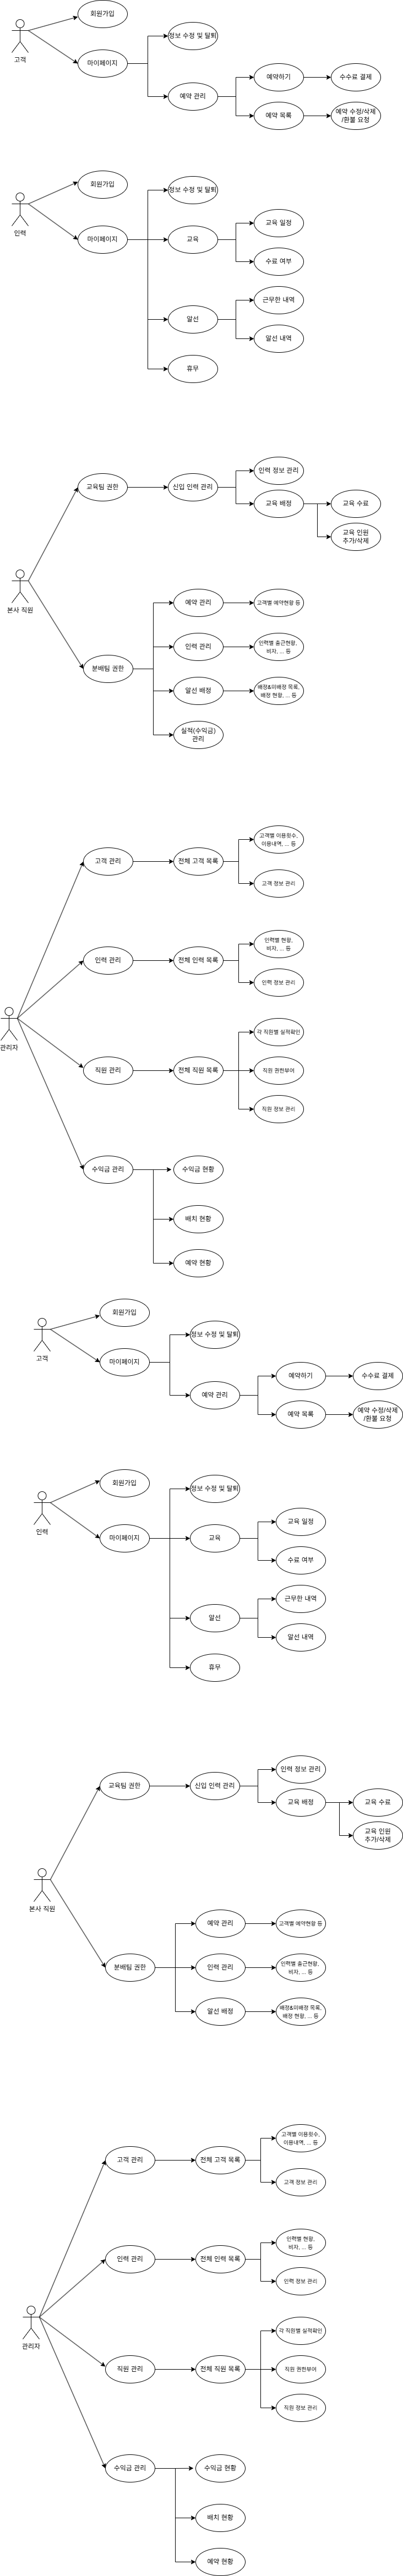 회원가입
고객
마이페이지
정보 수정 및 탈퇴
예약 관리
예약하기
수수료 결제
예약 목록
예약 수정/삭제
/환불 요청
회원가입
인력
마이페이지
정보 수정 및 탈퇴
교육
교육 일정
수료 여부
알선
근무한 내역
알선 내역
휴무
본사 직원
교육팀 권한
신입 인력 관리
인력 정보 관리
교육 배정
교육 수료
교육 인원
추가/삭제
분배팀 권한
예약 관리
고객별 예약현황 등
인력 관리
인력별 출근현황,
비자, ... 등
알선 배정
배정&미배정 목록,
배정 현황, ... 등
실적(수익금)
관리
관리자
고객 관리
전체 고객 목록
고객별 이용횟수,
이용내역, ... 등
고객 정보 관리
인력 관리
전체 인력 목록
인력별 현황,
비자, ... 등
인력 정보 관리
직원 관리
전체 직원 목록
각 직원별 실적확인
직원 권한부여
직원 정보 관리
수익금 관리
수익금 현황
배치 현황
예약 현황
회원가입
고객
마이페이지
정보 수정 및 탈퇴
예약 관리
예약하기
수수료 결제
예약 목록
예약 수정/삭제
/환불 요청
회원가입
인력
마이페이지
정보 수정 및 탈퇴
교육
교육 일정
수료 여부
알선
근무한 내역
알선 내역
휴무
본사 직원
교육팀 권한
신입 인력 관리
인력 정보 관리
교육 배정
교육 수료
교육 인원
추가/삭제
분배팀 권한
예약 관리
고객별 예약현황 등
인력 관리
인력별 출근현황,
비자, ... 등
알선 배정
배정&미배정 목록,
배정 현황, ... 등
관리자
고객 관리
전체 고객 목록
고객별 이용횟수,
이용내역, ... 등
고객 정보 관리
인력 관리
전체 인력 목록
인력별 현황,
비자, ... 등
인력 정보 관리
직원 관리
전체 직원 목록
각 직원별 실적확인
직원 권한부여
직원 정보 관리
수익금 관리
수익금 현황
배치 현황
예약 현황